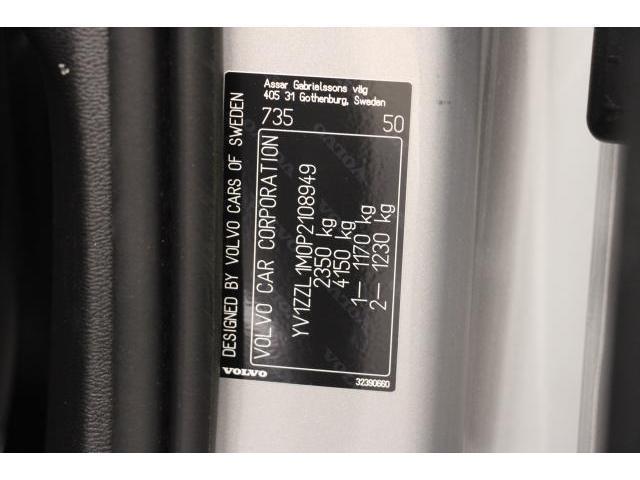 Assar Gabrielssons väg
405 31 Gothenburg, Sweden
735 50
DESIGNED BY VOLVO CARS OF SWEDEN
VOLVO CAR CORPORATION
YV1ZZL1M0P2108949
2350 kg
4150 kg
1– 1170 kg
2– 1230 kg
VOLVO
32390660